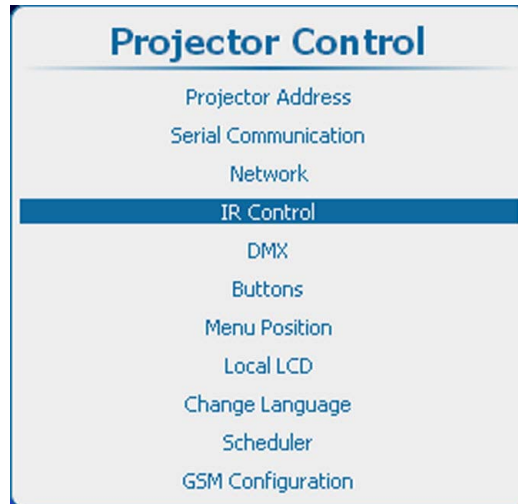 Projector Control
Projector Address
Serial Communication
Network
IR Control
DMX
Buttons
Menu Position
Local LCD
Change Language
Scheduler
GSM Configuration